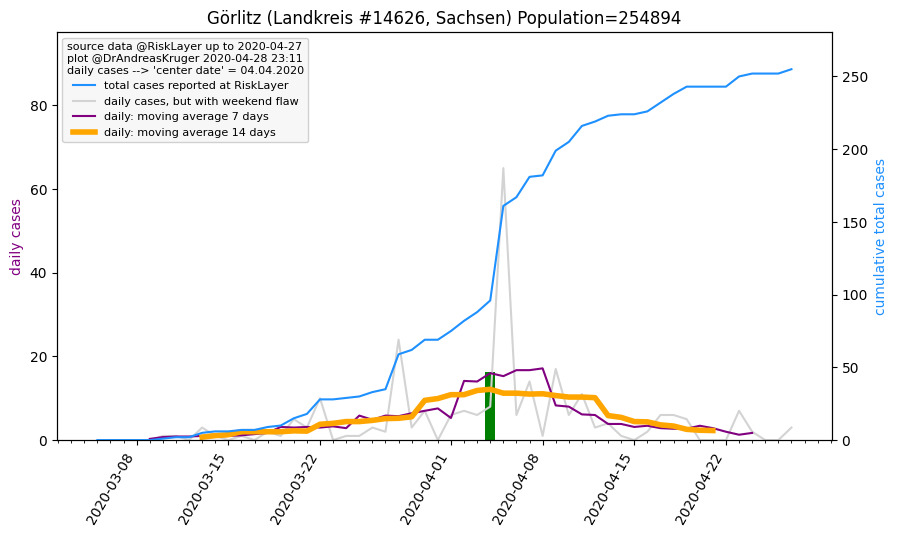 Görlitz (Landkreis #14626, Sachsen) Population=254894
source data @RiskLayer up to 2020-04-27
plot @DrAndreasKruger 2020-04-28 23:11
daily cases --> 'center date' = 04.04.2020
total cases reported at RiskLayer
daily cases, but with weekend flaw
daily: moving average 7 days
daily: moving average 14 days
daily cases
80
60
40
20
0
250
200
150
100
50
0
cumulative total cases
2020-03-08
2020-03-15
2020-03-22
2020-04-01
2020-04-08
2020-04-15
2020-04-22